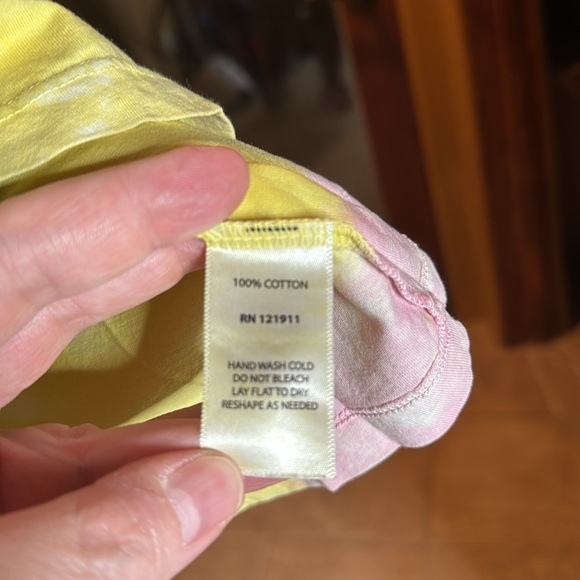 100% COTTON
RN 121911
HAND WASH COLD
DO NOT BLEACH
LAY FLAT TO DRY
RESHAPE AS NEEDED